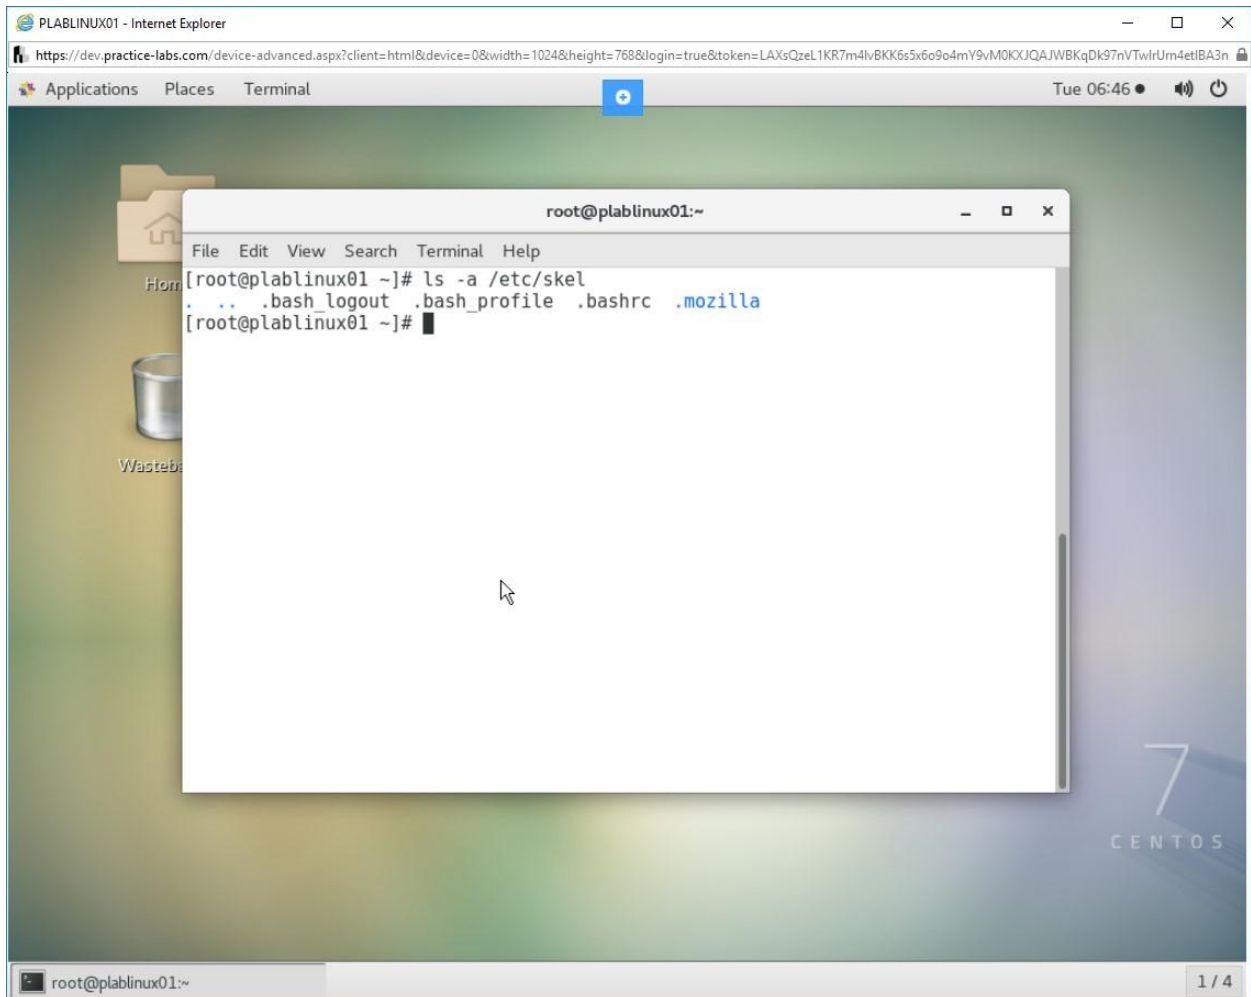 PLABLINUX01 - Internet Explorer
https://dev.practice-labs.com/device-advanced.aspx?client=html&device=0&width=1024&height=768&login=true&token=
Applications Places Terminal Tue 06:46
root@plablinux01:~
File Edit View Search Terminal Help
[root@plablinux01 ~]# ls -a /etc/skel
. .. .bash_logout .bash_profile .bashrc .mozilla
[root@plablinux01 ~]#
7
CENTOS
root@plablinux01:~ 1 / 4